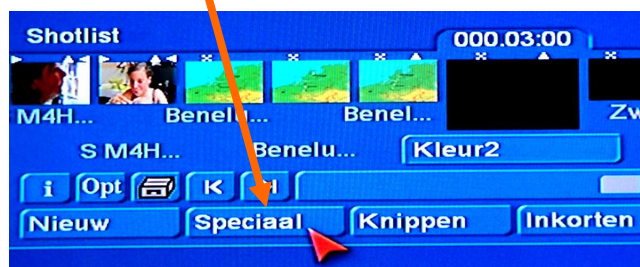 Shotlist 000.03:00
M4H... Benelu... Benel... Zw
S M4H... Benelu... Kleur2
i Opt
Nieuw Speciaal Knippen Inkorten